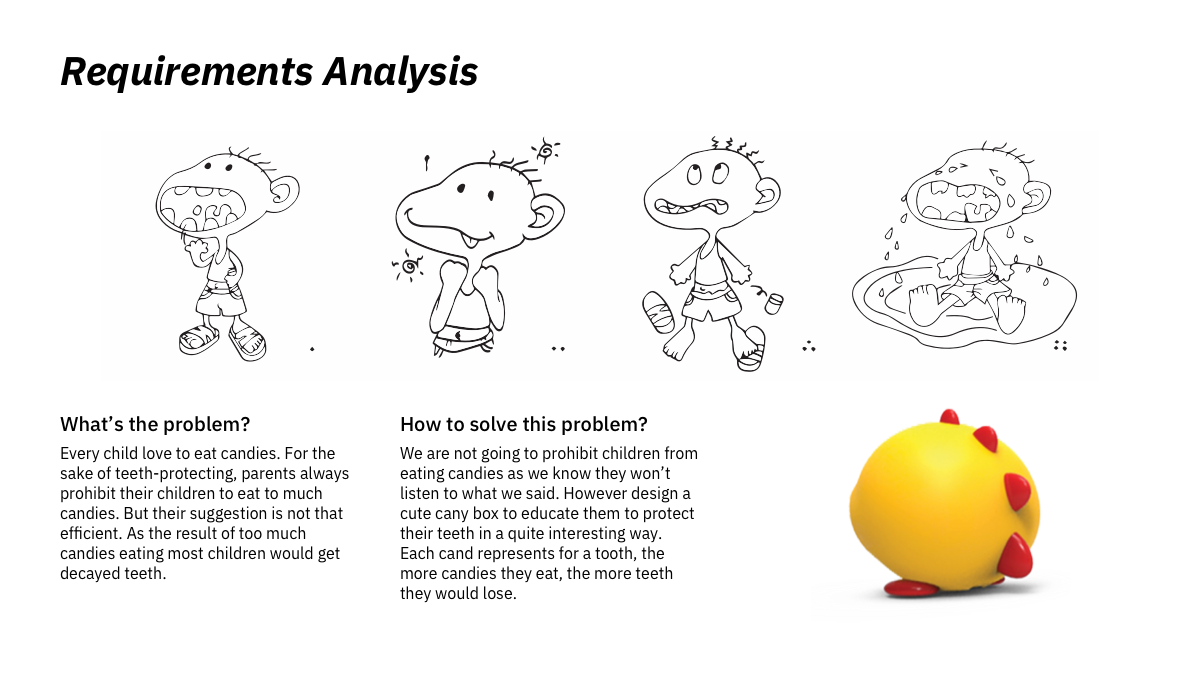 Requirements Analysis
What’s the problem?
Every child love to eat candies. For the
sake of teeth-protecting, parents always
prohibit their children to eat to much
candies. But their suggestion is not that
efficient. As the result of too much
candies eating most children would get
decayed teeth.
How to solve this problem?
We are not going to prohibit children from
eating candies as we know they won’t
listen to what we said. However design a
cute cany box to educate them to protect
their teeth in a quite interesting way.
Each cand represents for a tooth, the
more candies they eat, the more teeth
they would lose.